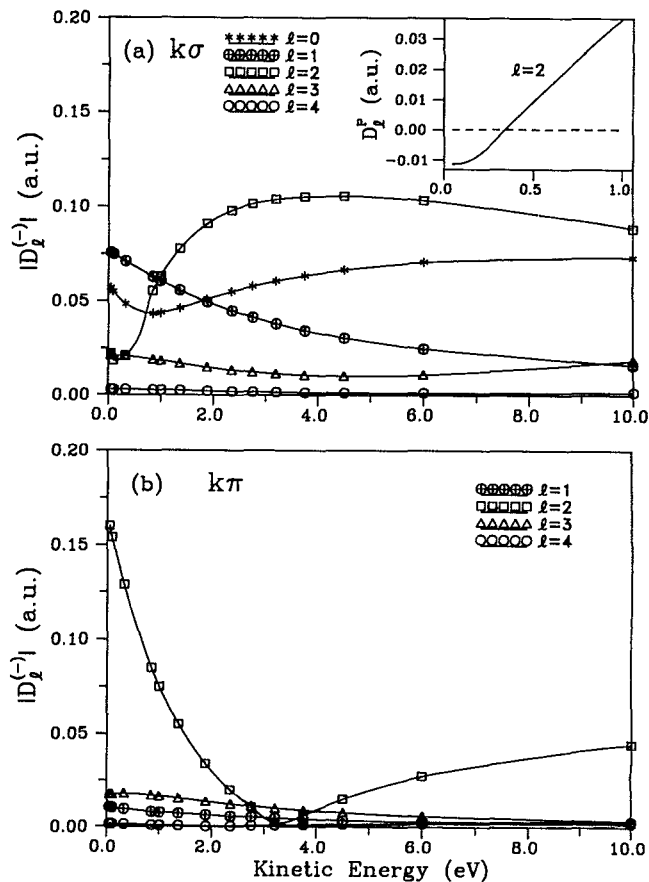 (a) kσ
∗∗∗∗∗ ℓ=0
ℓ=1
ℓ=2
ℓ=3
ℓ=4
0.20
0.15
0.10
0.05
0.00
|D_ℓ^(-)| (a.u.)
0.0 2.0 4.0 6.0 8.0 10.0
D_ℓ^P (a.u.)
0.03
0.02
0.01
0.00
-0.01
ℓ=2
0.0 0.5 1.0
(b) kπ
ℓ=1
ℓ=2
ℓ=3
ℓ=4
0.20
0.15
0.10
0.05
0.00
|D_ℓ^(-)| (a.u.)
0.0 2.0 4.0 6.0 8.0 10.0
Kinetic Energy (eV)